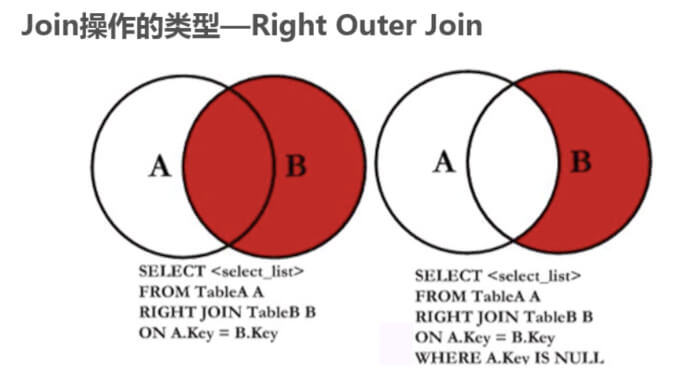 Join操作的类型—Right Outer Join
A
B
SELECT <select_list>
FROM TableA A
RIGHT JOIN TableB B
ON A.Key = B.Key
A
B
SELECT <select_list>
FROM TableA A
RIGHT JOIN TableB B
ON A.Key = B.Key
WHERE A.Key IS NULL